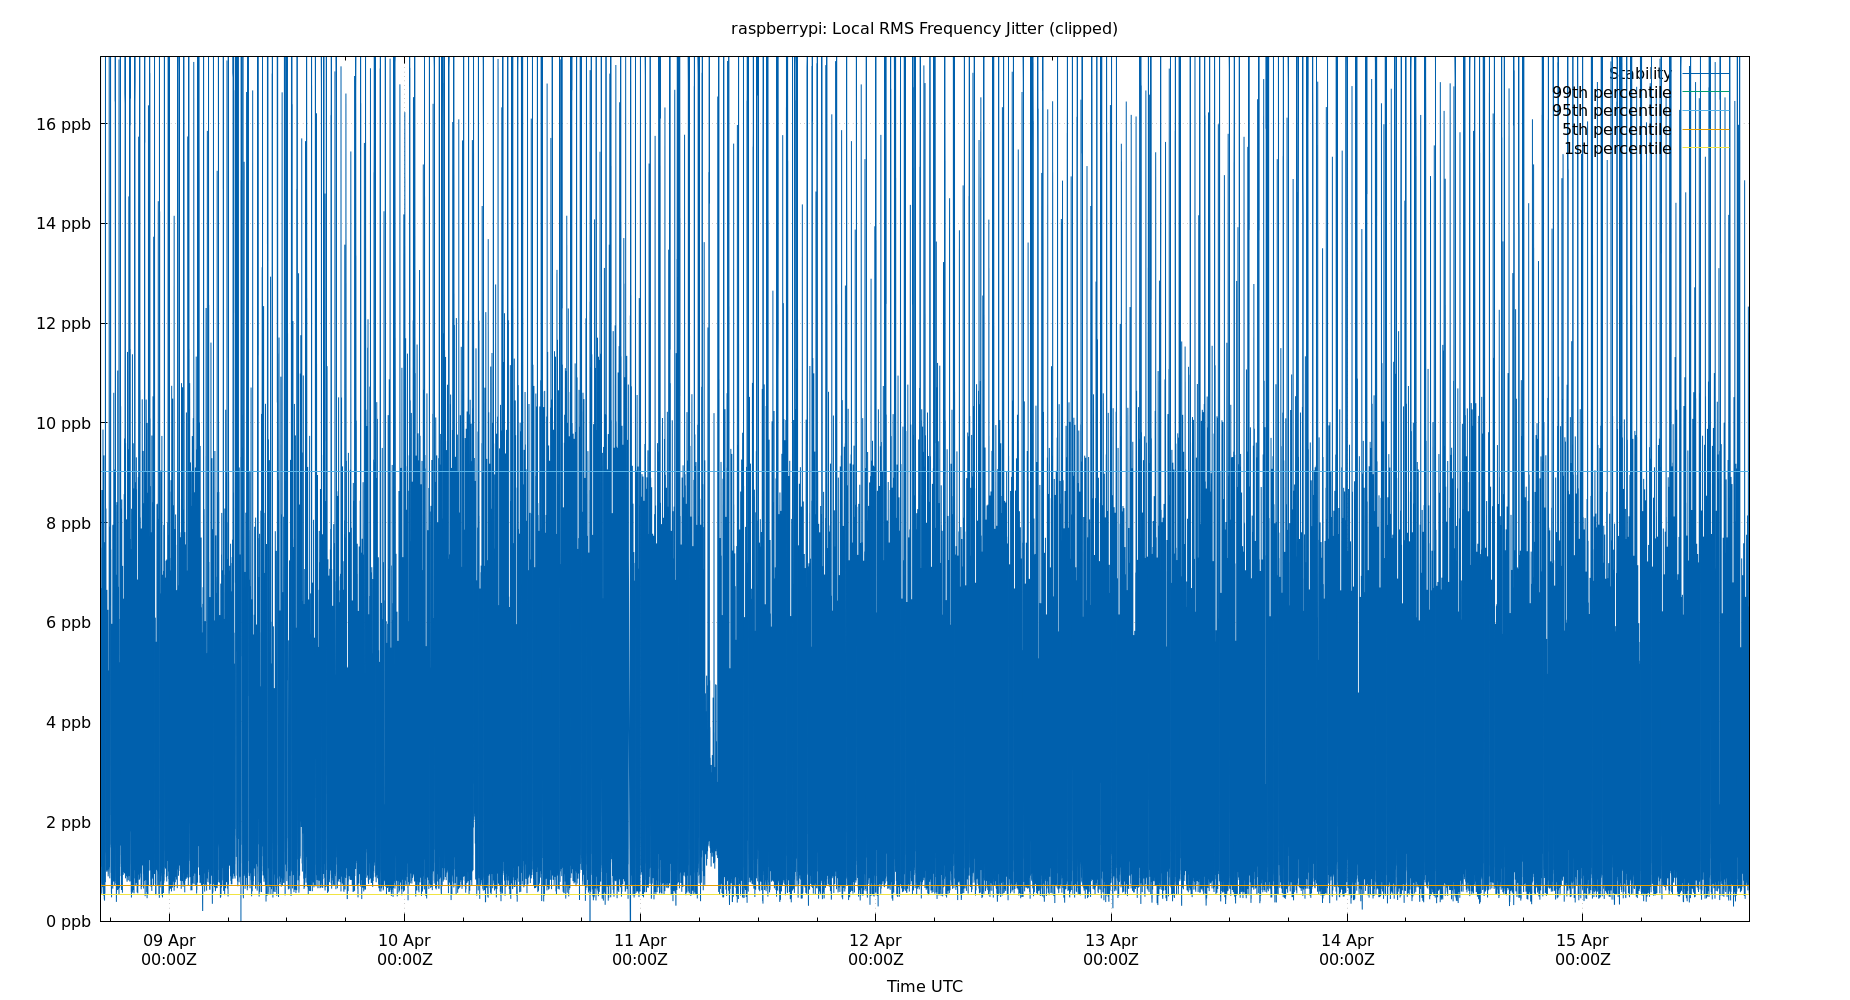 raspberrypi: Local RMS Frequency Jitter (clipped)
Stability
99th percentile
95th percentile
5th percentile
1st percentile
16 ppb
14 ppb
12 ppb
10 ppb
8 ppb
6 ppb
4 ppb
2 ppb
0 ppb
09 Apr 10 Apr 11 Apr 12 Apr 13 Apr 14 Apr 15 Apr
00:00Z 00:00Z 00:00Z 00:00Z 00:00Z 00:00Z 00:00Z
Time UTC